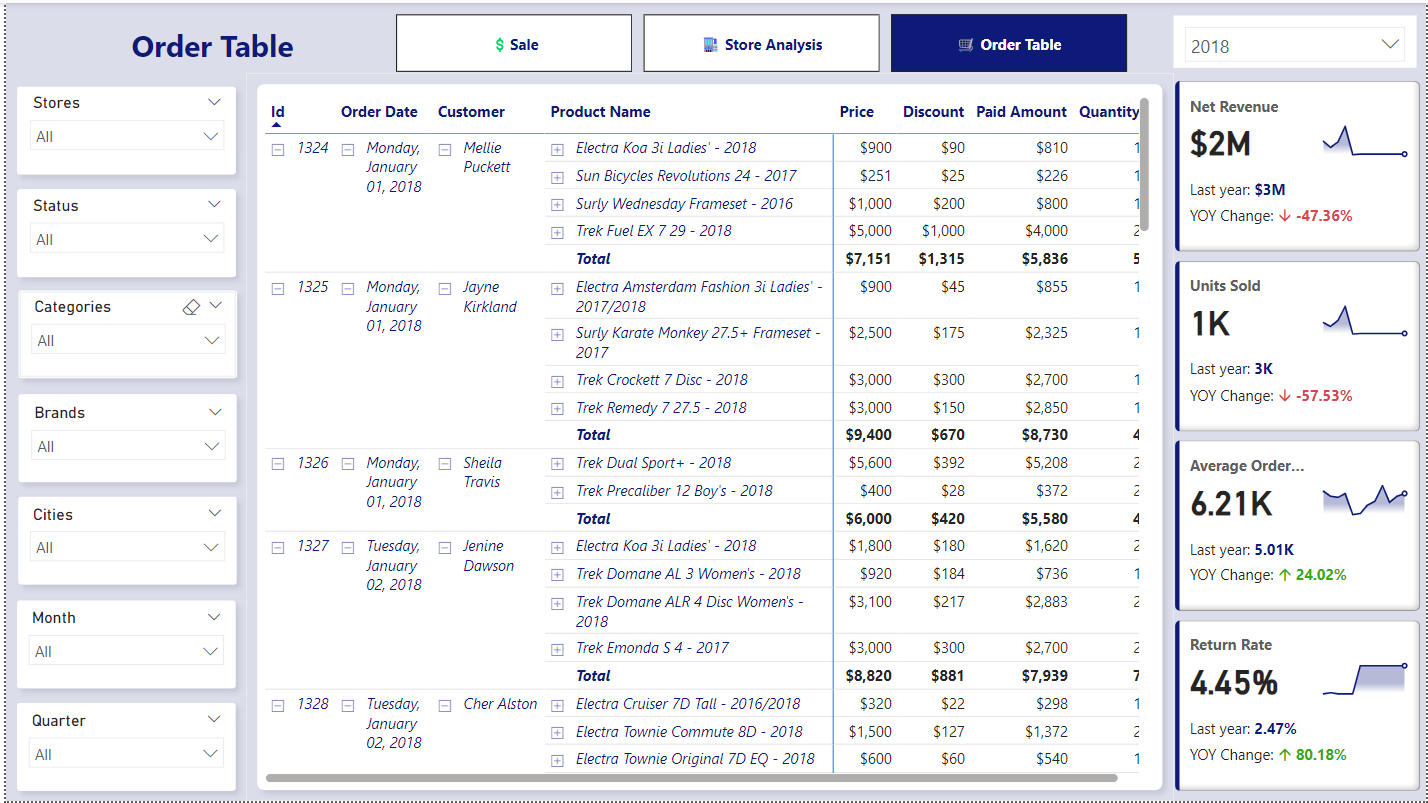 Order Table
$ Sale
Store Analysis
Order Table
2018
Stores
All
Status
All
Categories
All
Brands
All
Cities
All
Month
All
Quarter
All
Id Order Date Customer Product Name Price Discount Paid Amount Quantity
1324 Monday, Mellie Electra Koa 3i Ladies' - 2018 $900 $90 $810 1
January Puckett Sun Bicycles Revolutions 24 - 2017 $251 $25 $226 1
01, 2018 Surly Wednesday Frameset - 2016 $1,000 $200 $800 1
Trek Fuel EX 7 29 - 2018 $5,000 $1,000 $4,000 2
Total $7,151 $1,315 $5,836 5
1325 Monday, Jayne Electra Amsterdam Fashion 3i Ladies' - $900 $45 $855 1
January Kirkland 2017/2018
01, 2018 Surly Karate Monkey 27.5+ Frameset - $2,500 $175 $2,325 1
2017
Trek Crockett 7 Disc - 2018 $3,000 $300 $2,700 1
Trek Remedy 7 27.5 - 2018 $3,000 $150 $2,850 1
Total $9,400 $670 $8,730 4
1326 Monday, Sheila Trek Dual Sport+ - 2018 $5,600 $392 $5,208 2
January Travis Trek Precaliber 12 Boy's - 2018 $400 $28 $372 2
01, 2018 Total $6,000 $420 $5,580 4
1327 Tuesday, Jenine Electra Koa 3i Ladies' - 2018 $1,800 $180 $1,620 2
January Dawson Trek Domane AL 3 Women's - 2018 $920 $184 $736 1
02, 2018 Trek Domane ALR 4 Disc Women's - $3,100 $217 $2,883 2
2018
Trek Emonda S 4 - 2017 $3,000 $300 $2,700 2
Total $8,820 $881 $7,939 7
1328 Tuesday, Cher Alston Electra Cruiser 7D Tall - 2016/2018 $320 $22 $298 1
January Electra Townie Commute 8D - 2018 $1,500 $127 $1,372 2
02, 2018 Electra Townie Original 7D EQ - 2018 $600 $60 $540 1
Net Revenue
$2M
Last year: $3M
YOY Change: ↓ -47.36%
Units Sold
1K
Last year: 3K
YOY Change: ↓ -57.53%
Average Order...
6.21K
Last year: 5.01K
YOY Change: ↑ 24.02%
Return Rate
4.45%
Last year: 2.47%
YOY Change: ↑ 80.18%